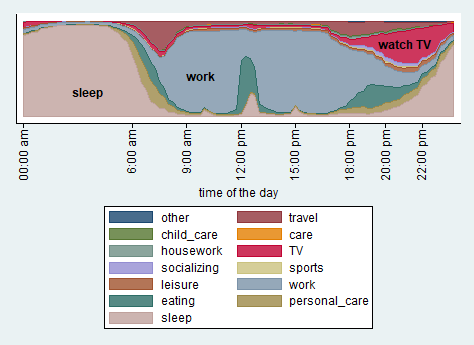 watch TV
work
sleep
00:00 am
6:00 am
9:00 am
12:00 pm
15:00 pm
18:00 pm
20:00 pm
22:00 pm
time of the day
other travel
child_care care
housework TV
socializing sports
leisure work
eating personal_care
sleep